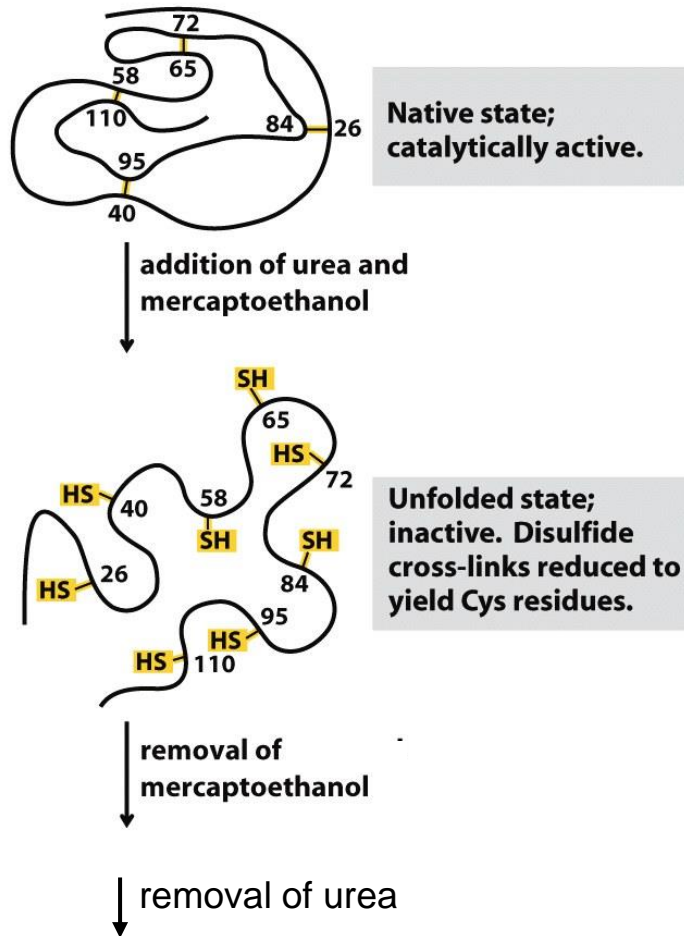 72
65
58
110
84
26
95
40
Native state;
catalytically active.
addition of urea and
mercaptoethanol
SH
65
HS
72
HS
40
58
SH
SH
84
HS
26
95
HS
HS
110
Unfolded state;
inactive. Disulfide
cross-links reduced to
yield Cys residues.
removal of
mercaptoethanol
-
removal of urea